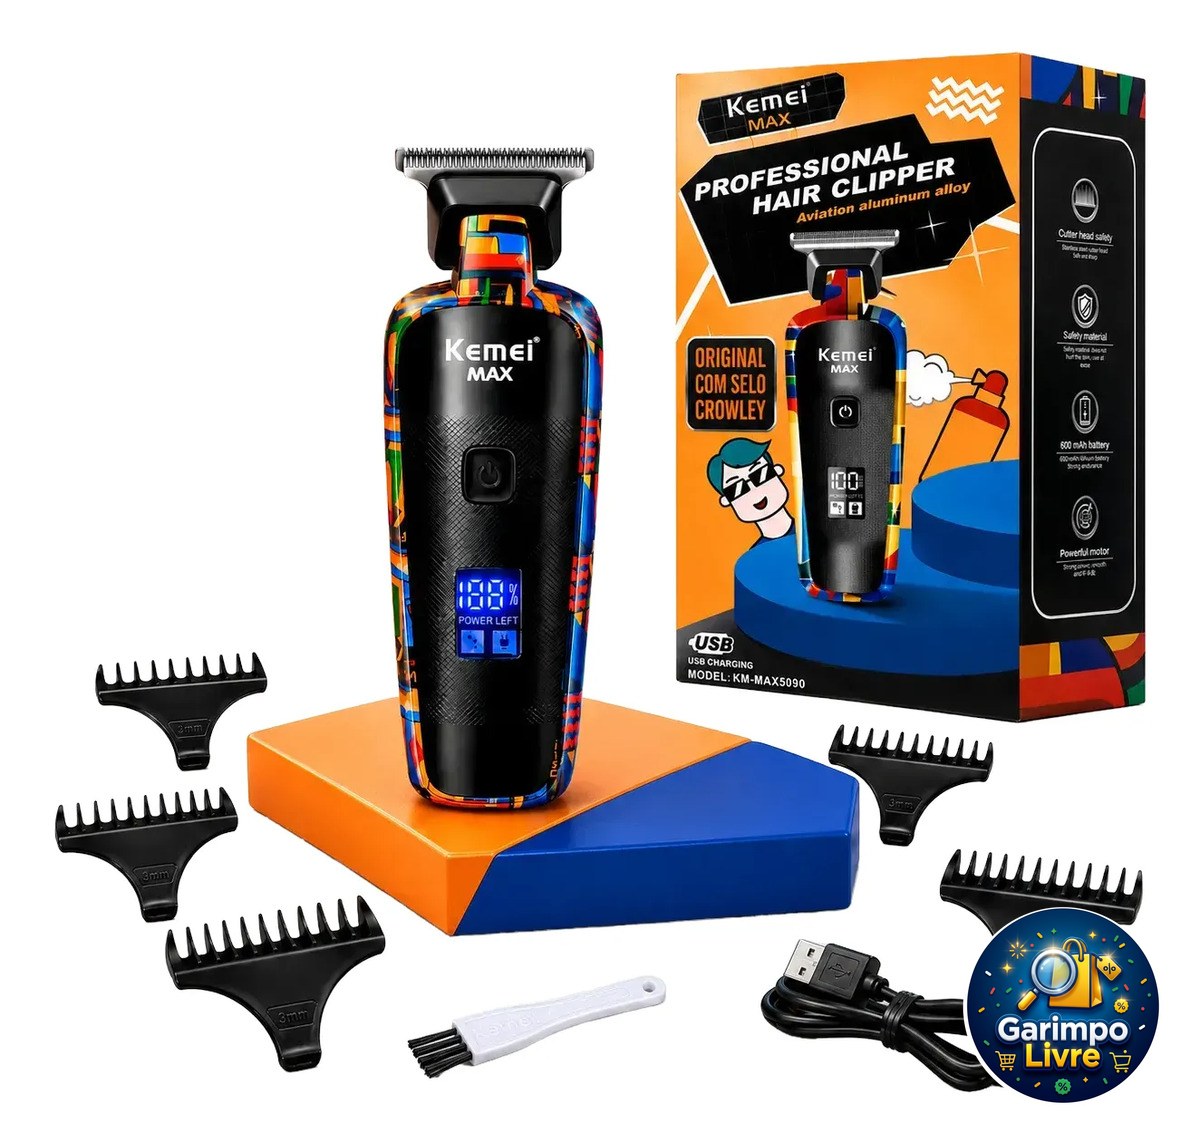 Kemei
MAX
PROFESSIONAL
HAIR CLIPPER
Aviation aluminum alloy
ORIGINAL
COM SELO
CROWLEY
Kemei
MAX
100
USB
USB CHARGING
MODEL: KM-MAX5090
Cutter head safety
Safety material
600 mAh battery
Powerful motor
Kemei®
MAX
188%
POWER LEFT
3mm
3mm
3mm
3mm
Garimpo
Livre